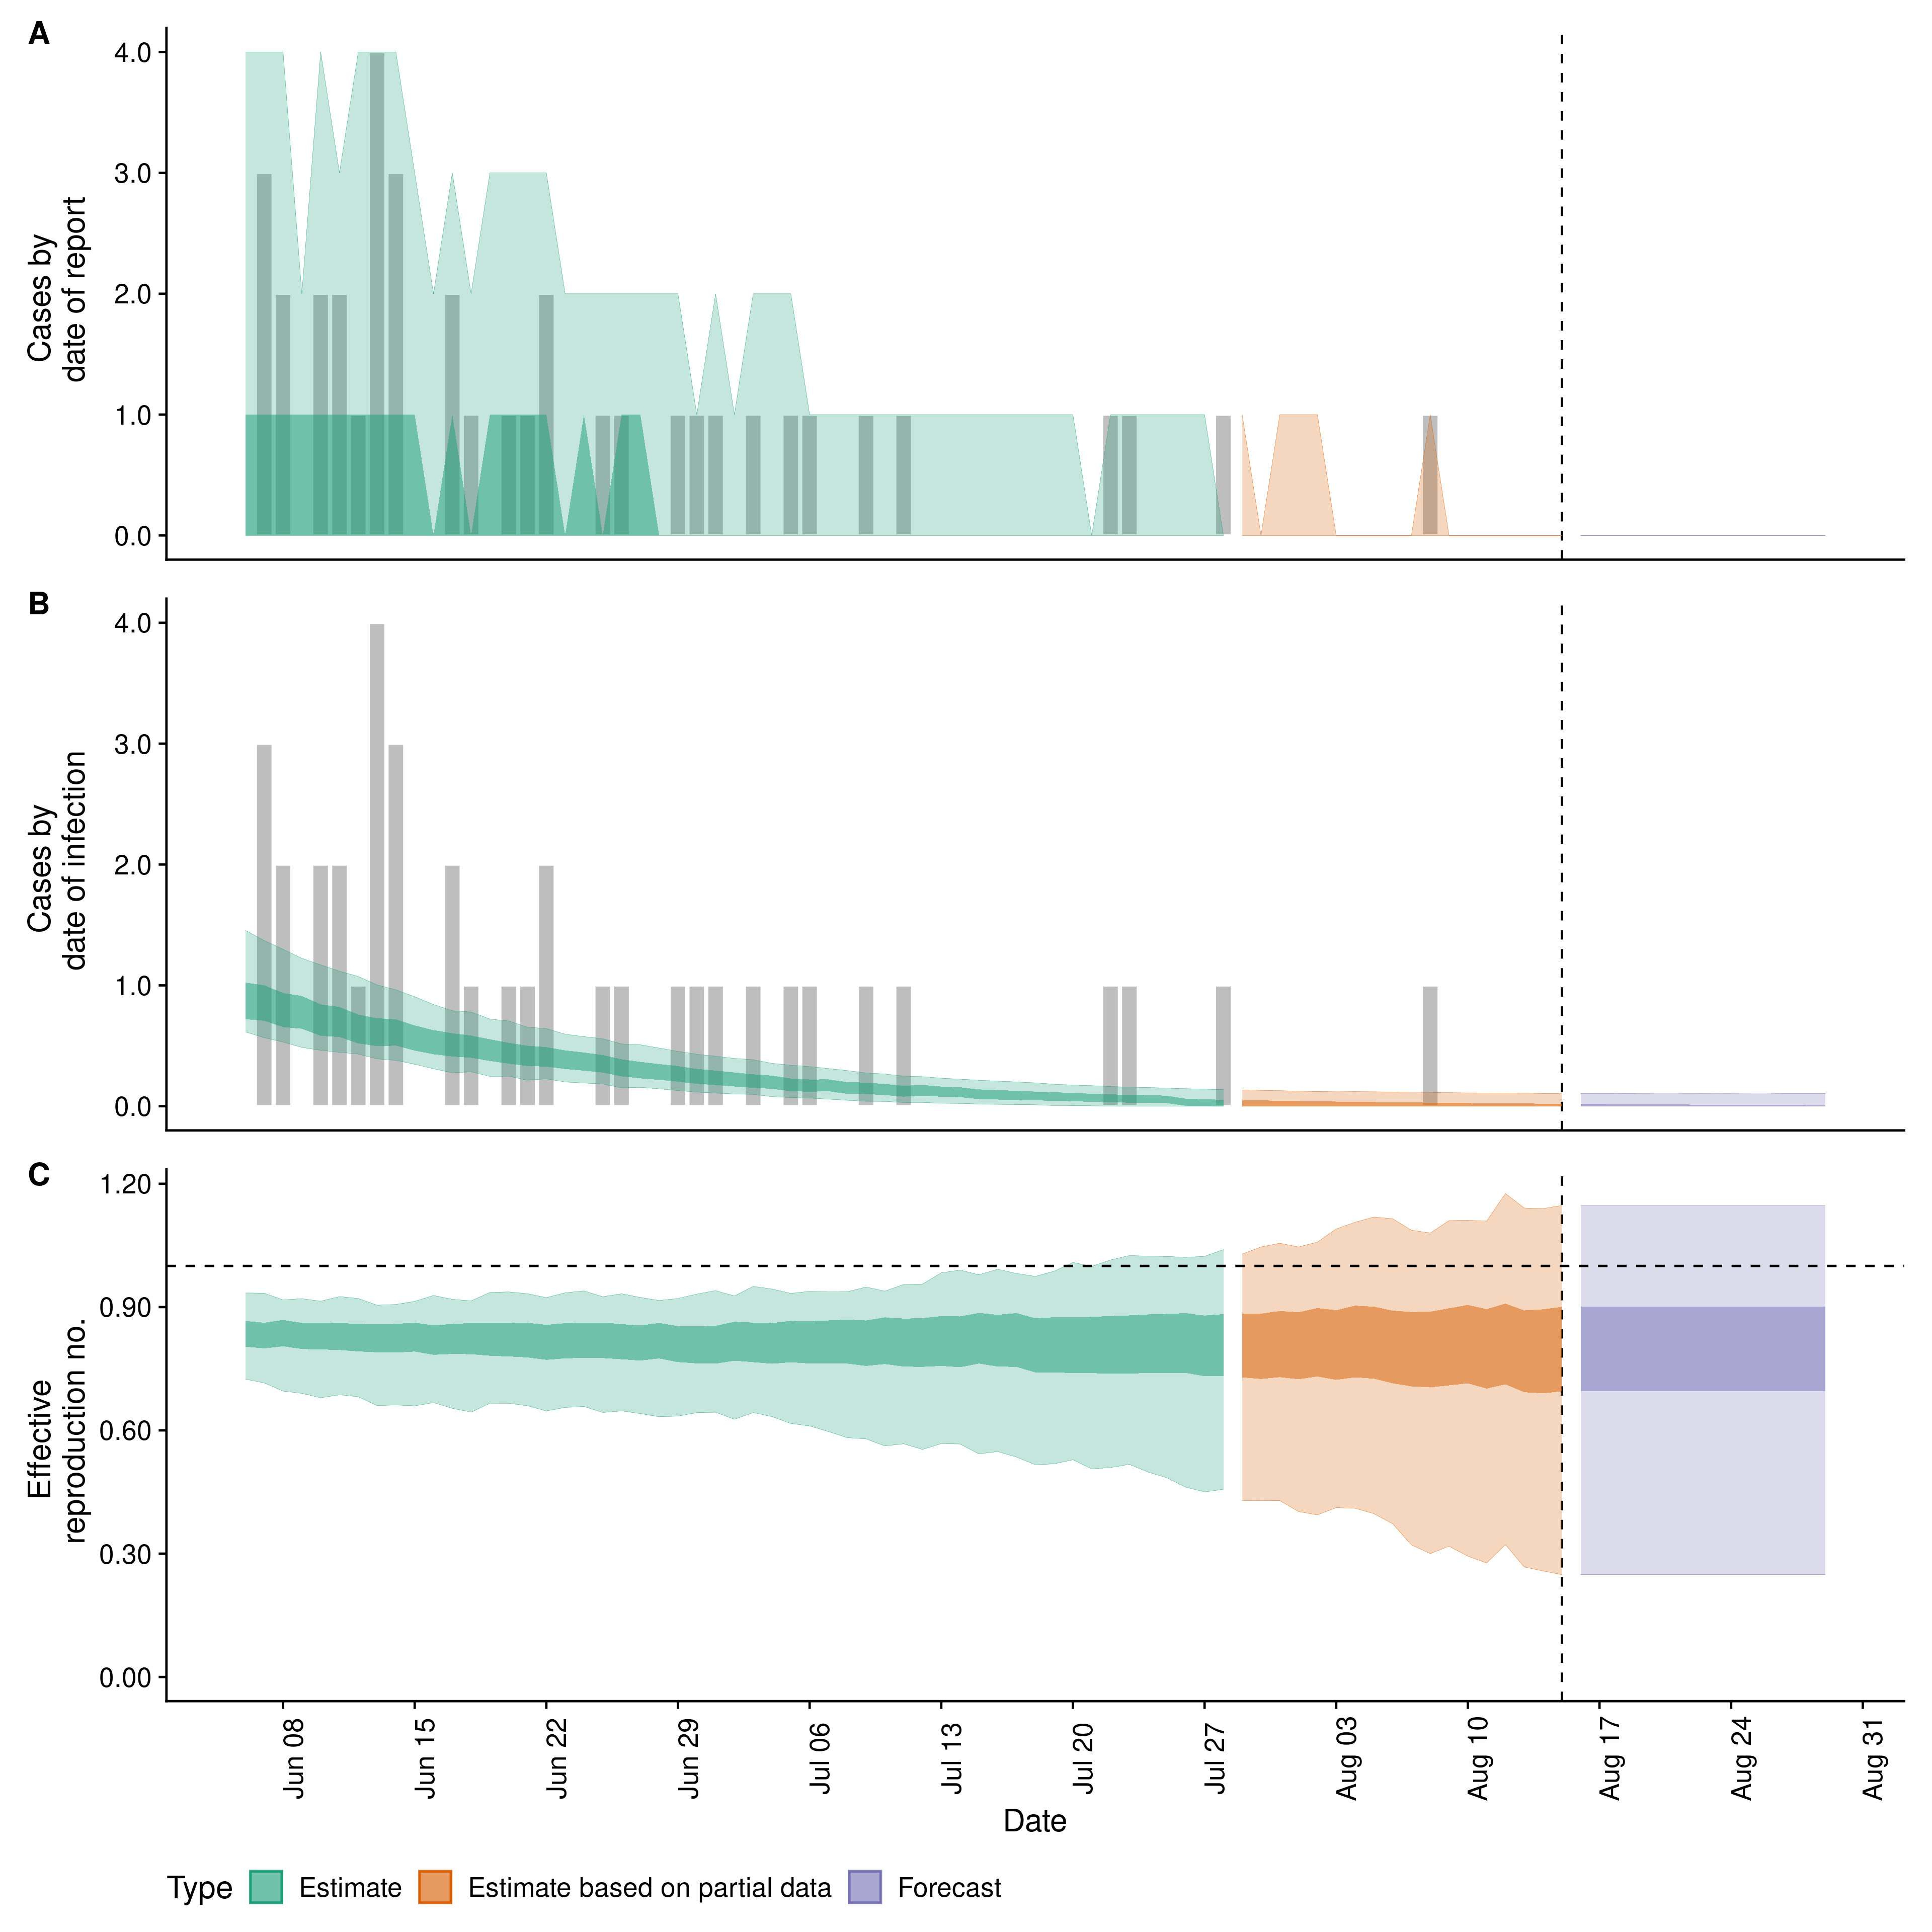 A
Cases by
date of report
4.0
3.0
2.0
1.0
0.0
B
Cases by
date of infection
4.0
3.0
2.0
1.0
0.0
C
Effective
reproduction no.
1.20
0.90
0.60
0.30
0.00
Jun 08
Jun 15
Jun 22
Jun 29
Jul 06
Jul 13
Jul 20
Jul 27
Aug 03
Aug 10
Aug 17
Aug 24
Aug 31
Date
Type Estimate Estimate based on partial data Forecast